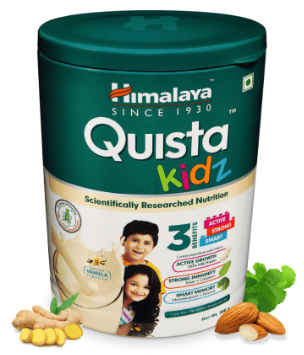 Himalaya
SINCE 1930
TM
Quista
kidz
Scientifically Researched Nutrition
3
BENEFITS
ACTIVE
STRONG
SMART
ACTIVE GROWTH
STRONG IMMUNITY
SMART MEMORY
VANILLA